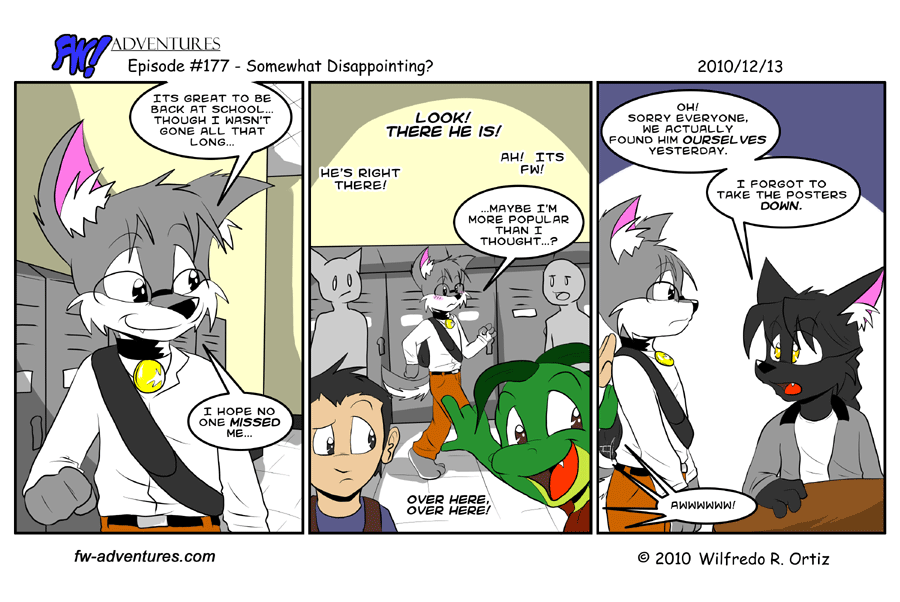 FW! ADVENTURES
Episode #177 - Somewhat Disappointing?
2010/12/13
ITS GREAT TO BE
BACK AT SCHOOL...
THOUGH I WASN'T
GONE ALL THAT
LONG...
I HOPE NO
ONE MISSED
ME...
LOOK!
THERE HE IS!
HE'S RIGHT
THERE!
AH! ITS
FW!
...MAYBE I'M
MORE POPULAR
THAN I
THOUGHT...?
OVER HERE,
OVER HERE!
OH!
SORRY EVERYONE,
WE ACTUALLY
FOUND HIM OURSELVES
YESTERDAY.
I FORGOT TO
TAKE THE POSTERS
DOWN.
AWWWWWW!
fw-adventures.com
© 2010 Wilfredo R. Ortiz